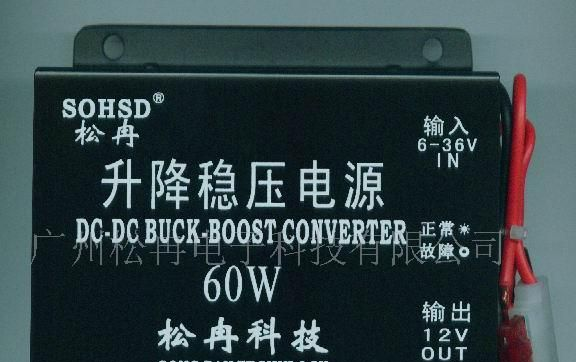 SOHSD®
松冉
输入
6-36V
IN
升降稳压电源
DC-DC BUCK-BOOST CONVERTER
正常
故障
广州松冉电子科技有限公司
60W
输出
12V
OUT
松冉科技